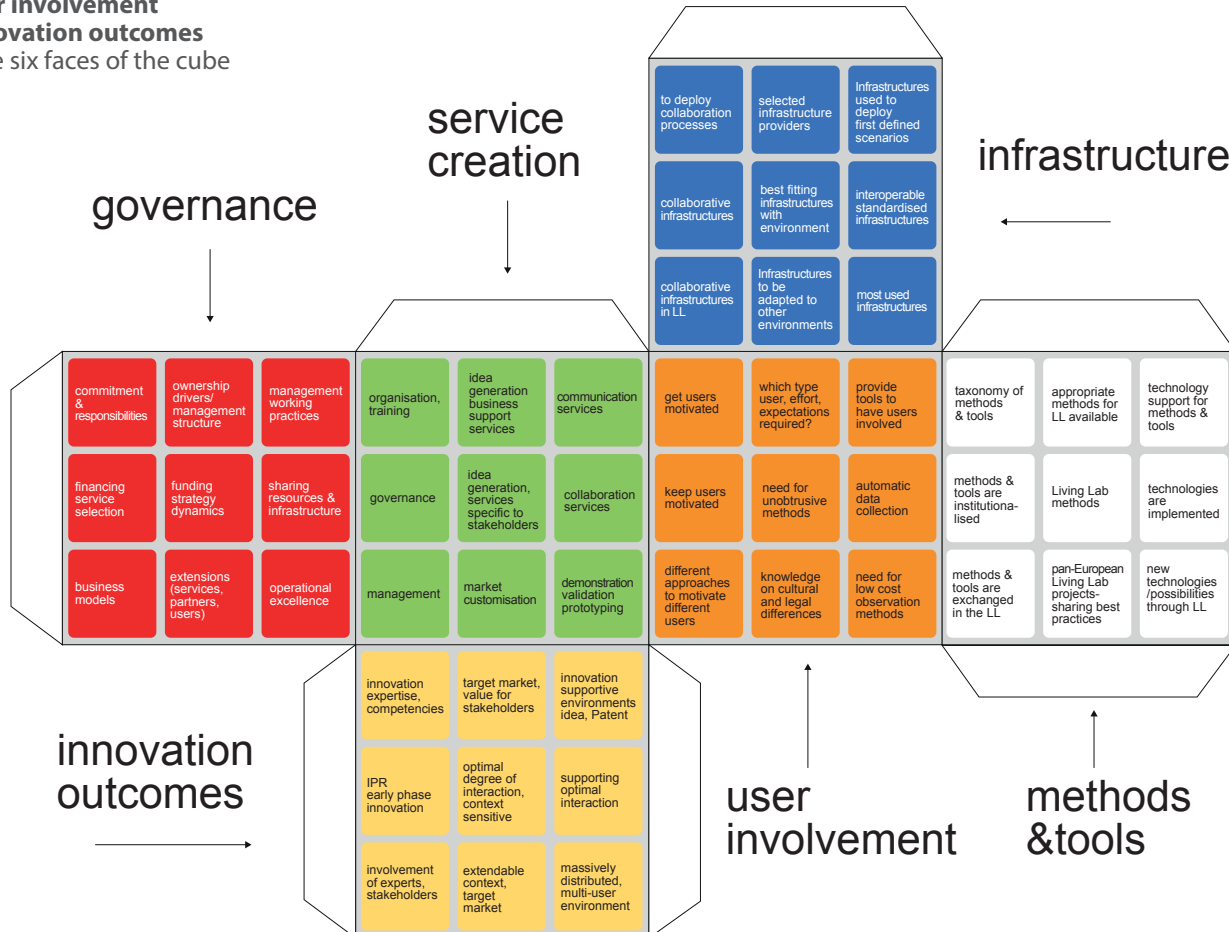 r involvement
ovation outcomes
e six faces of the cube
service
creation
governance
infrastructure
to deploy
collaboration
processes
selected
infrastructure
providers
Infrastructures
used to
deploy
first defined
scenarios
collaborative
infrastructures
best fitting
infrastructures
with
environment
interoperable
standardised
infrastructures
collaborative
infrastructures
in LL
Infrastructures
to be
adapted to
other
environments
most used
infrastructures
commitment
&
responsibilities
ownership
drivers/
management
structure
management
working
practices
financing
service
selection
funding
strategy
dynamics
sharing
resources &
infrastructure
business
models
extensions
(services,
partners,
users)
operational
excellence
organisation,
training
idea
generation
business
support
services
communication
services
governance
idea
generation,
services
specific to
stakeholders
collaboration
services
management
market
customisation
demonstration
validation
prototyping
get users
motivated
which type
user, effort,
expectations
required?
provide
tools to
have users
involved
keep users
motivated
need for
unobtrusive
methods
automatic
data
collection
different
approaches
to motivate
different
users
knowledge
on cultural
and legal
differences
need for
low cost
observation
methods
taxonomy of
methods
& tools
appropriate
methods for
LL available
technology
support for
methods &
tools
methods &
tools are
institutiona-
lised
Living Lab
methods
technologies
are
implemented
methods &
tools are
exchanged
in the LL
pan-European
Living Lab
projects-
sharing best
practices
new
technologies
/possibilities
through LL
innovation
expertise,
competencies
target market,
value for
stakeholders
innovation
supportive
environments
idea, Patent
IPR
early phase
innovation
optimal
degree of
interaction,
context
sensitive
supporting
optimal
interaction
involvement
of experts,
stakeholders
extendable
context,
target
market
massively
distributed,
multi-user
environment
innovation
outcomes
user
involvement
methods
&tools